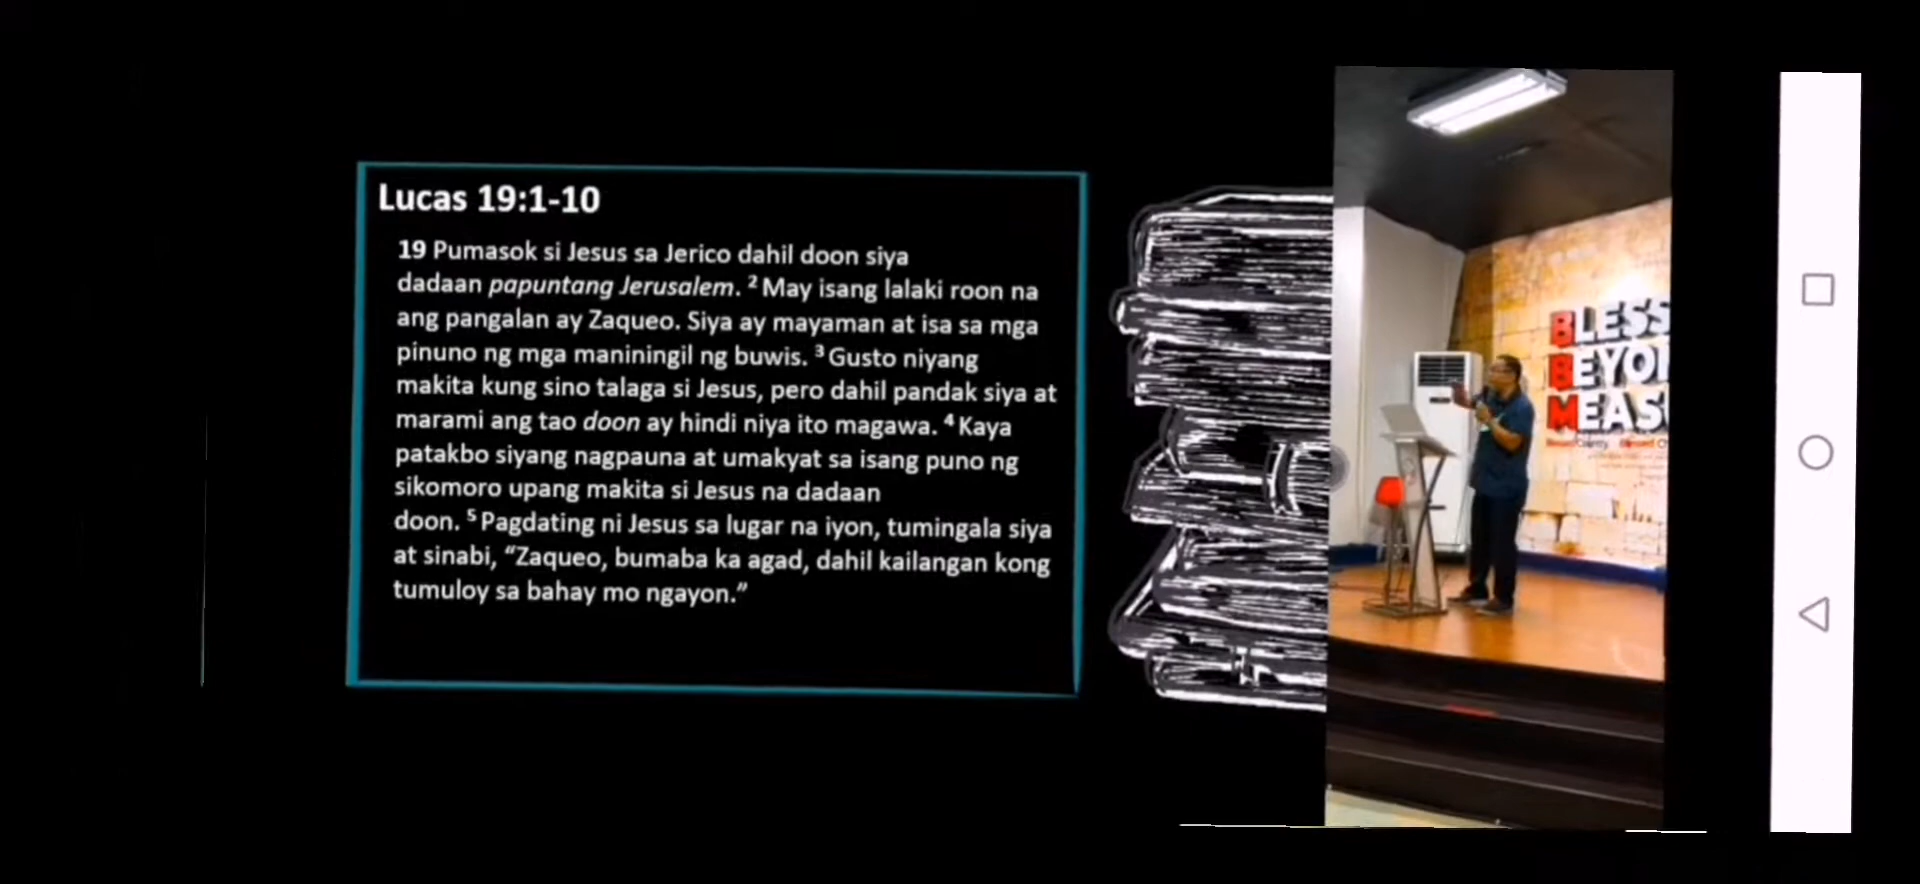 Lucas 19:1-10
19 Pumasok si Jesus sa Jerico dahil doon siya
dadaan papuntang Jerusalem. 2 May isang lalaki roon na
ang pangalan ay Zaqueo. Siya ay mayaman at isa sa mga
pinuno ng mga maniningil ng buwis. 3 Gusto niyang
makita kung sino talaga si Jesus, pero dahil pandak siya at
marami ang tao doon ay hindi niya ito magawa. 4 Kaya
patakbo siyang nagpauna at umakyat sa isang puno ng
sikomoro upang makita si Jesus na dadaan
doon. 5 Pagdating ni Jesus sa lugar na iyon, tumingala siya
at sinabi, “Zaqueo, bumaba ka agad, dahil kailangan kong
tumuloy sa bahay mo ngayon.”
BLESS
BEYO
MEAS